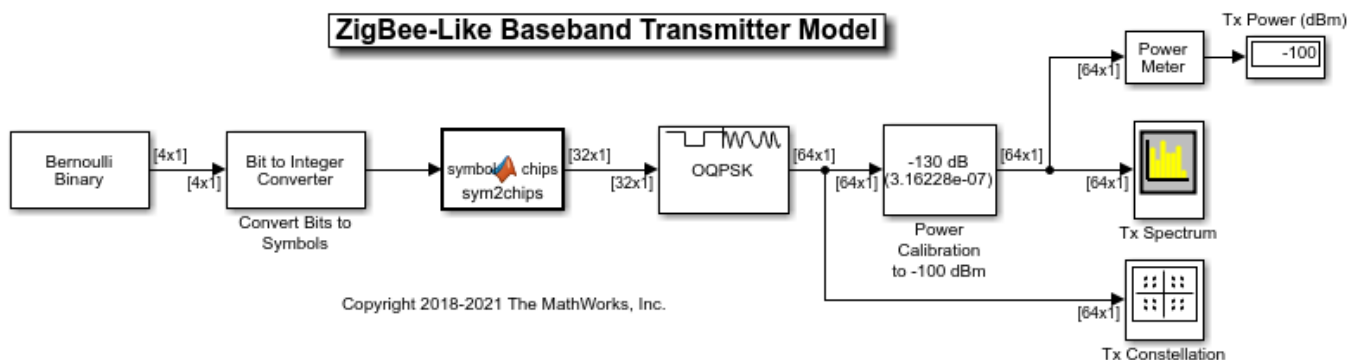 ZigBee-Like Baseband Transmitter Model
Tx Power (dBm)
Power
Meter
-100
[64x1]
Bernoulli
Binary
[4x1]
[4x1]
Bit to Integer
Converter
Convert Bits to
Symbols
symbol chips
sym2chips
[32x1]
[32x1]
OQPSK
[64x1]
[64x1]
-130 dB
(3.16228e-07)
Power
Calibration
to -100 dBm
[64x1]
[64x1]
Tx Spectrum
[64x1]
Tx Constellation
Copyright 2018-2021 The MathWorks, Inc.